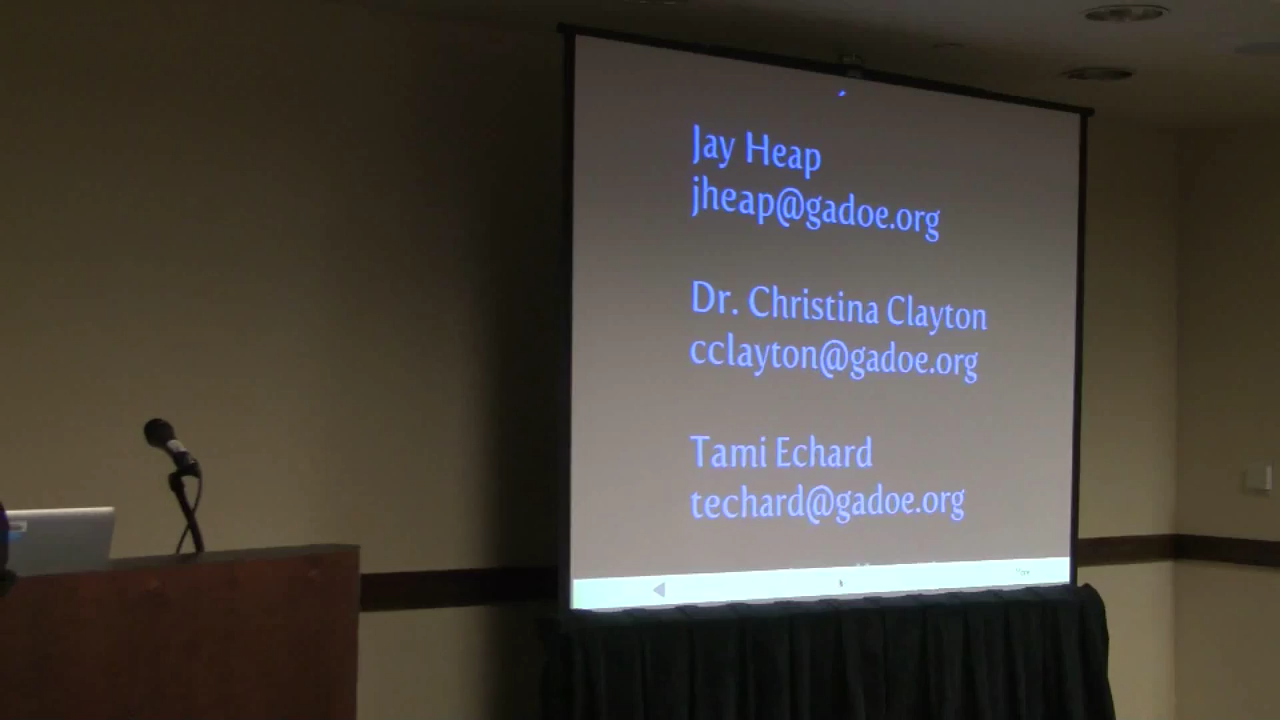 Jay Heap
jheap@gadoe.org
Dr. Christina Clayton
cclayton@gadoe.org
Tami Echard
techard@gadoe.org